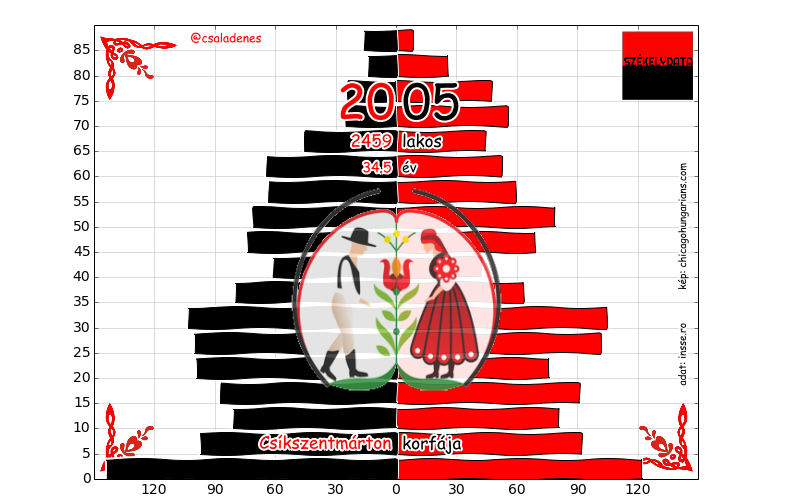 @csaladenes
SZÉKELYDATA
2005
2459 lakos
34.5 év
Csíkszentmárton korfája
kép: chicagohungarians.com
adat: insse.ro
85
80
75
70
65
60
55
50
45
40
35
30
25
20
15
10
5
0
120 90 60 30 0 30 60 90 120